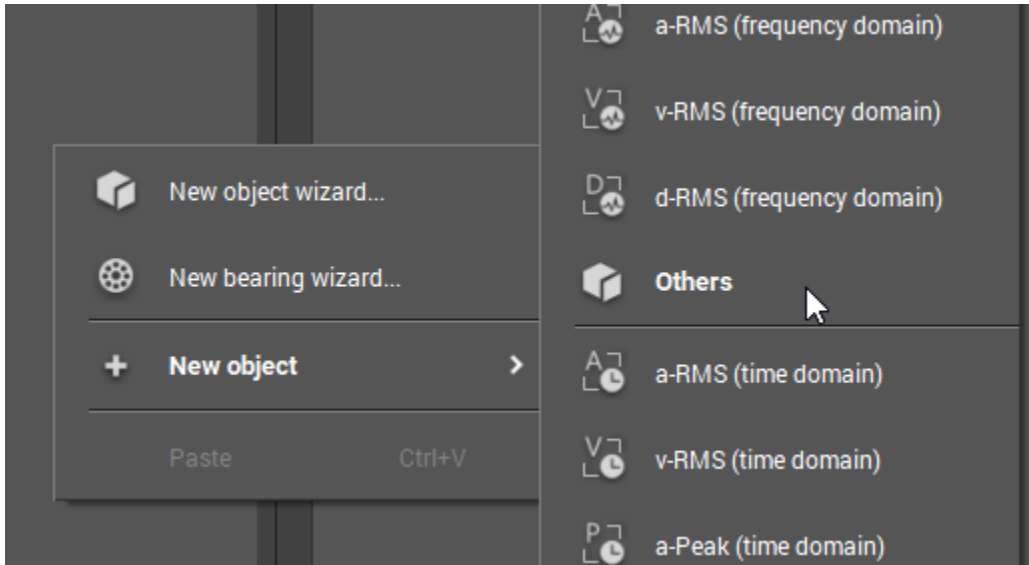 New object wizard...
New bearing wizard...
New object
Paste Ctrl+V
a-RMS (frequency domain)
v-RMS (frequency domain)
d-RMS (frequency domain)
Others
a-RMS (time domain)
v-RMS (time domain)
a-Peak (time domain)
A
V
D
A
V
P